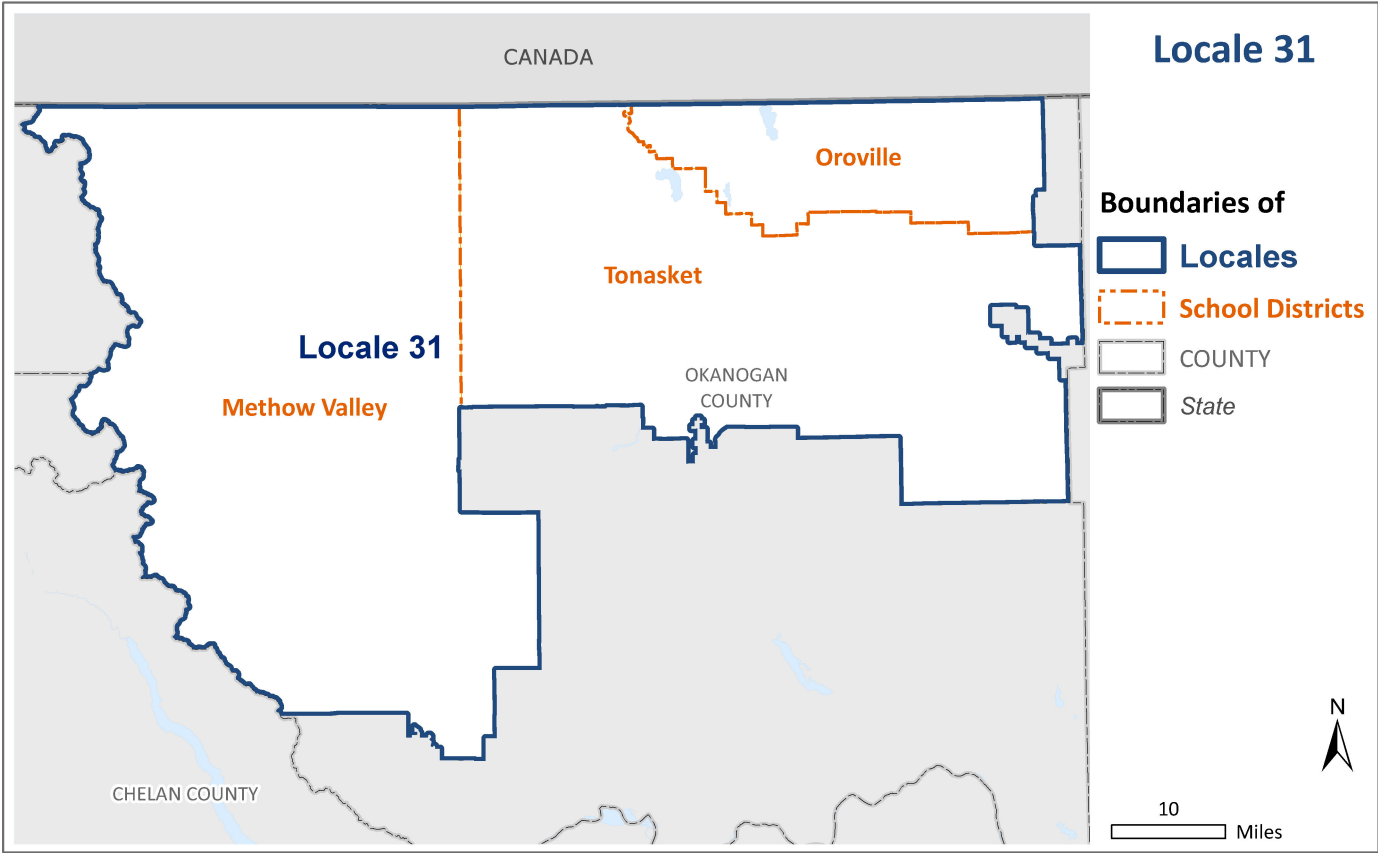 CANADA
Locale 31
Oroville
Tonasket
Locale 31
Methow Valley
OKANOGAN
COUNTY
CHELAN COUNTY
Boundaries of
Locales
School Districts
COUNTY
State
N
10
Miles